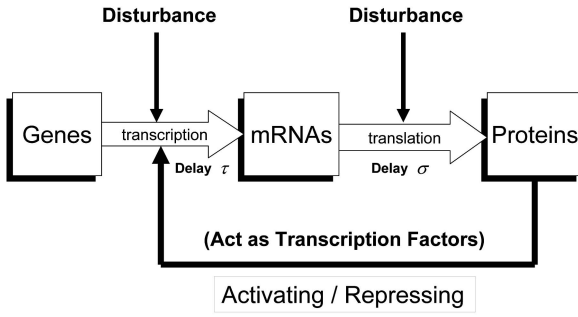 Disturbance
Disturbance
Genes
transcription
mRNAs
translation
Proteins
Delay τ
Delay σ
(Act as Transcription Factors)
Activating / Repressing